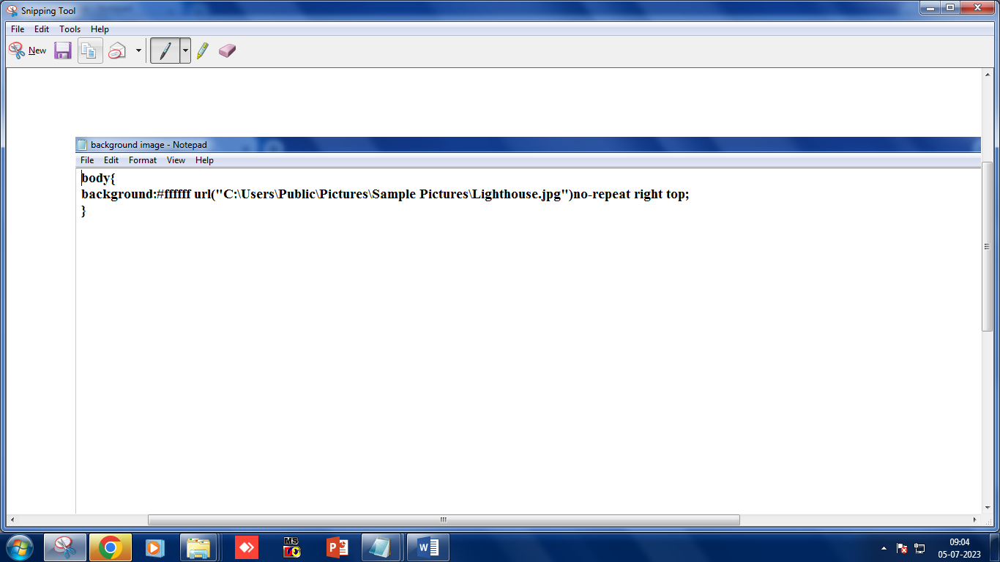 Snipping Tool
File Edit Tools Help
New
background image - Notepad
File Edit Format View Help
body{
background:#ffffff url("C:\Users\Public\Pictures\Sample Pictures\Lighthouse.jpg")no-repeat right top;
}
MS
P
W
09:04
05-07-2023